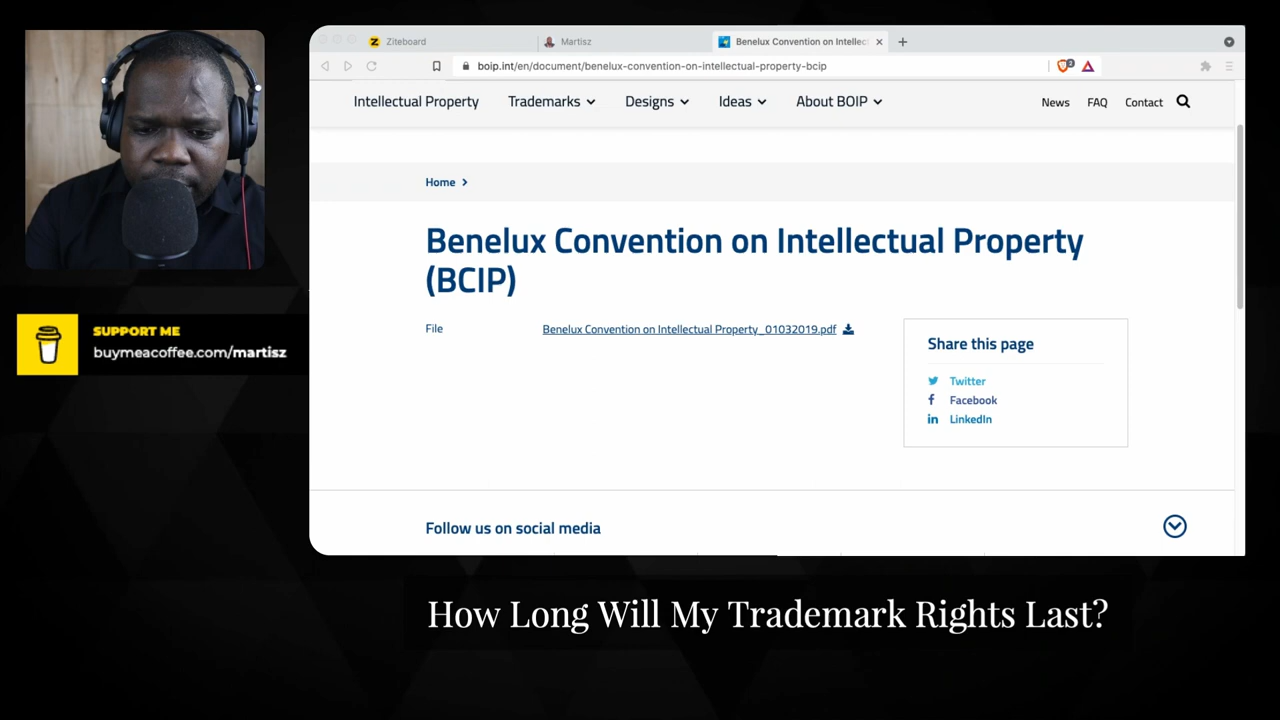 Ziteboard
Martisz
Benelux Convention on Intellec
boip.int/en/document/benelux-convention-on-intellectual-property-bcip
Intellectual Property
Trademarks
Designs
Ideas
About BOIP
News
FAQ
Contact
Home
Benelux Convention on Intellectual Property
(BCIP)
File
Benelux Convention on Intellectual Property_01032019.pdf
Share this page
Twitter
Facebook
LinkedIn
Follow us on social media
SUPPORT ME
buymeacoffee.com/martisz
How Long Will My Trademark Rights Last?